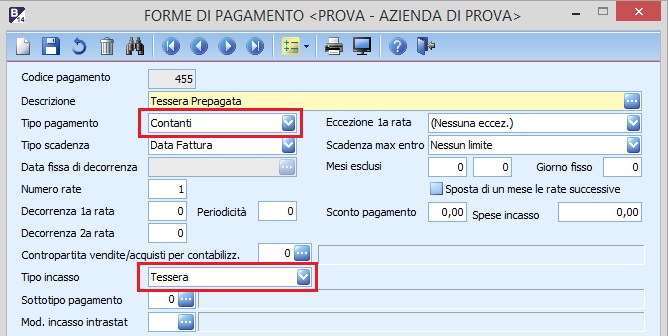 B 14 FORME DI PAGAMENTO <PROVA - AZIENDA DI PROVA>
Codice pagamento 455
Descrizione Tessera Prepagata
Tipo pagamento Contanti Eccezione 1a rata (Nessuna eccez.)
Tipo scadenza Data Fattura Scadenza max entro Nessun limite
Data fissa di decorrenza Mesi esclusi 0 0 Giorno fisso 0
Numero rate 1 Sposta di un mese le rate successive
Decorrenza 1a rata 0 Periodicità 0 Sconto pagamento 0,00 Spese incasso 0,00
Decorrenza 2a rata 0
Contropartita vendite/acquisti per contabilizz. 0
Tipo incasso Tessera
Sottotipo pagamento 0
Mod. incasso intrastat